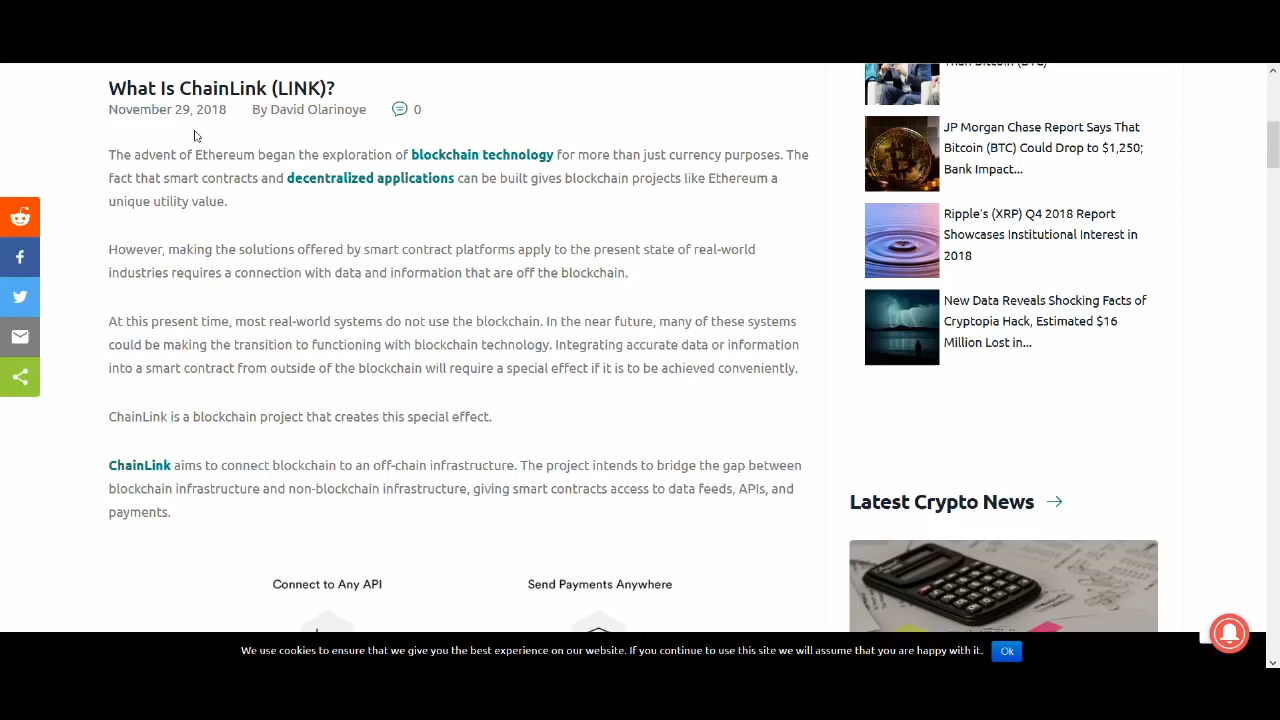 What Is ChainLink (LINK)?
November 29, 2018 By David Olarinoye 0
The advent of Ethereum began the exploration of blockchain technology for more than just currency purposes. The
fact that smart contracts and decentralized applications can be built gives blockchain projects like Ethereum a
unique utility value.
However, making the solutions offered by smart contract platforms apply to the present state of real-world
industries requires a connection with data and information that are off the blockchain.
At this present time, most real-world systems do not use the blockchain. In the near future, many of these systems
could be making the transition to functioning with blockchain technology. Integrating accurate data or information
into a smart contract from outside of the blockchain will require a special effect if it is to be achieved conveniently.
ChainLink is a blockchain project that creates this special effect.
ChainLink aims to connect blockchain to an off-chain infrastructure. The project intends to bridge the gap between
blockchain infrastructure and non-blockchain infrastructure, giving smart contracts access to data feeds, APIs, and
payments.
Connect to Any API
Send Payments Anywhere
Than Bitcoin (BTC)
JP Morgan Chase Report Says That
Bitcoin (BTC) Could Drop to $1,250;
Bank Impact...
Ripple's (XRP) Q4 2018 Report
Showcases Institutional Interest in
2018
New Data Reveals Shocking Facts of
Cryptopia Hack, Estimated $16
Million Lost in...
Latest Crypto News
We use cookies to ensure that we give you the best experience on our website. If you continue to use this site we will assume that you are happy with it. Ok